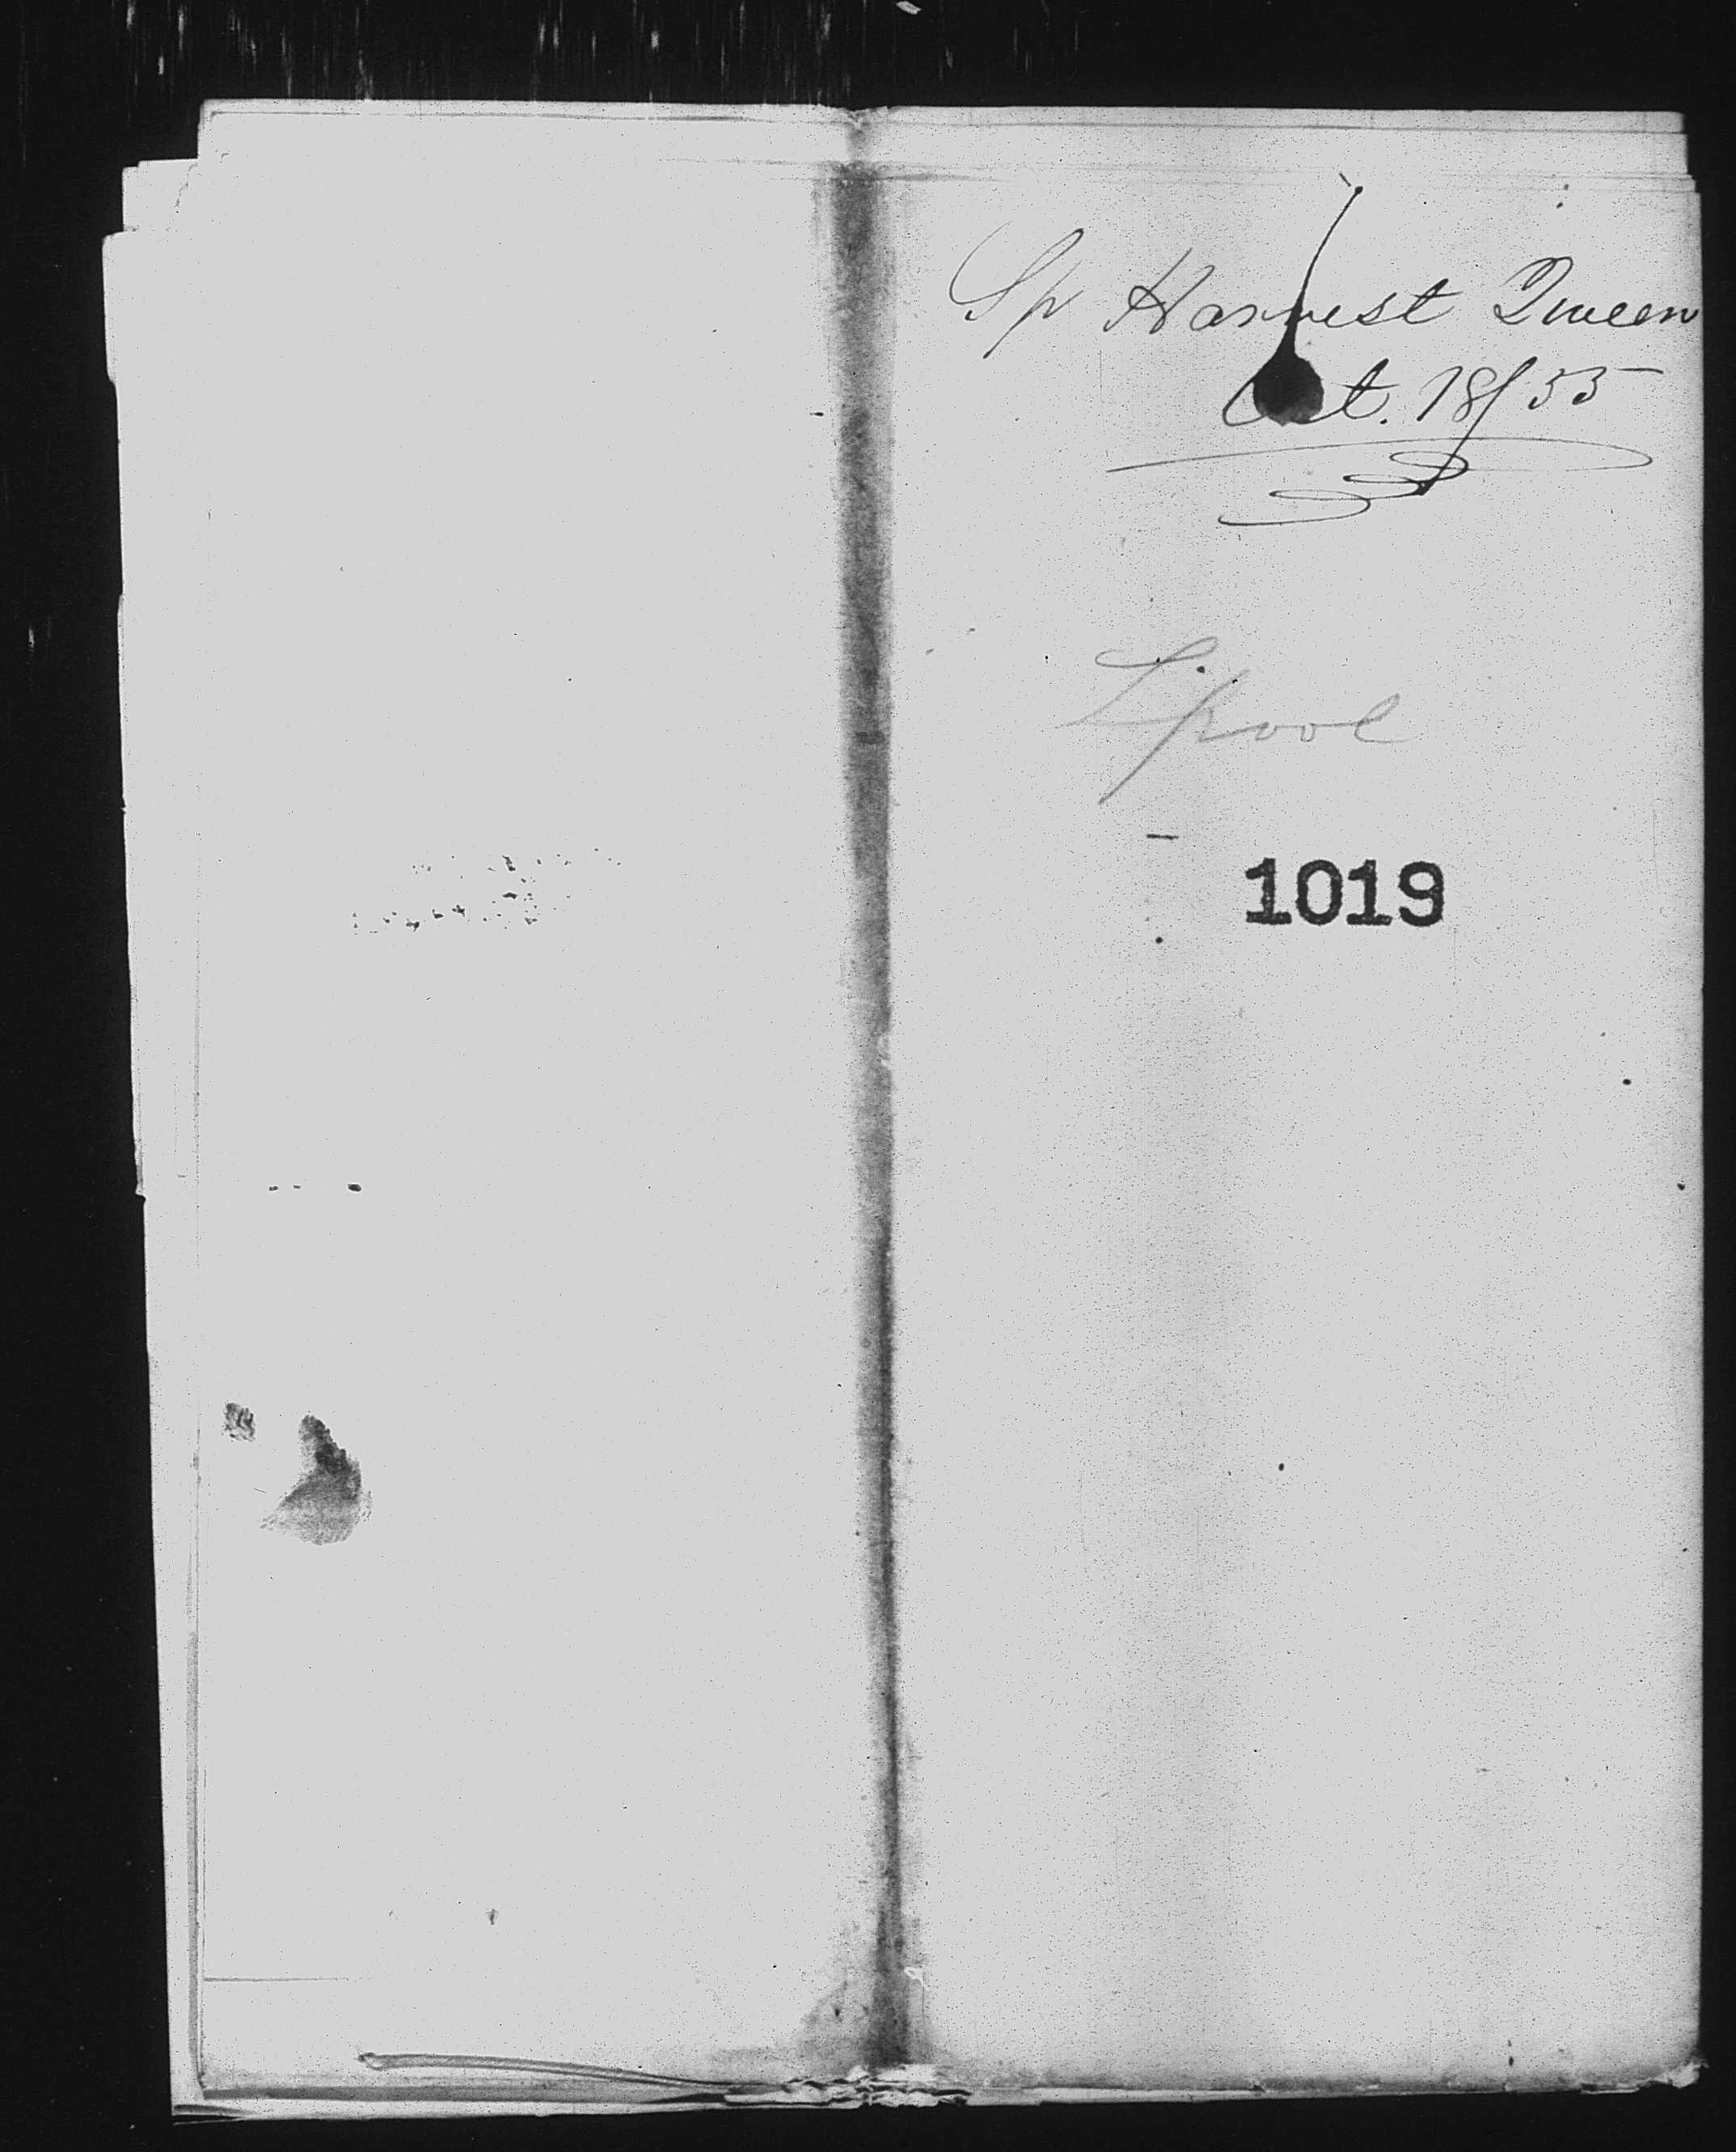 Sp Harvest Queen
Oct. 18/55
L'pool
1019